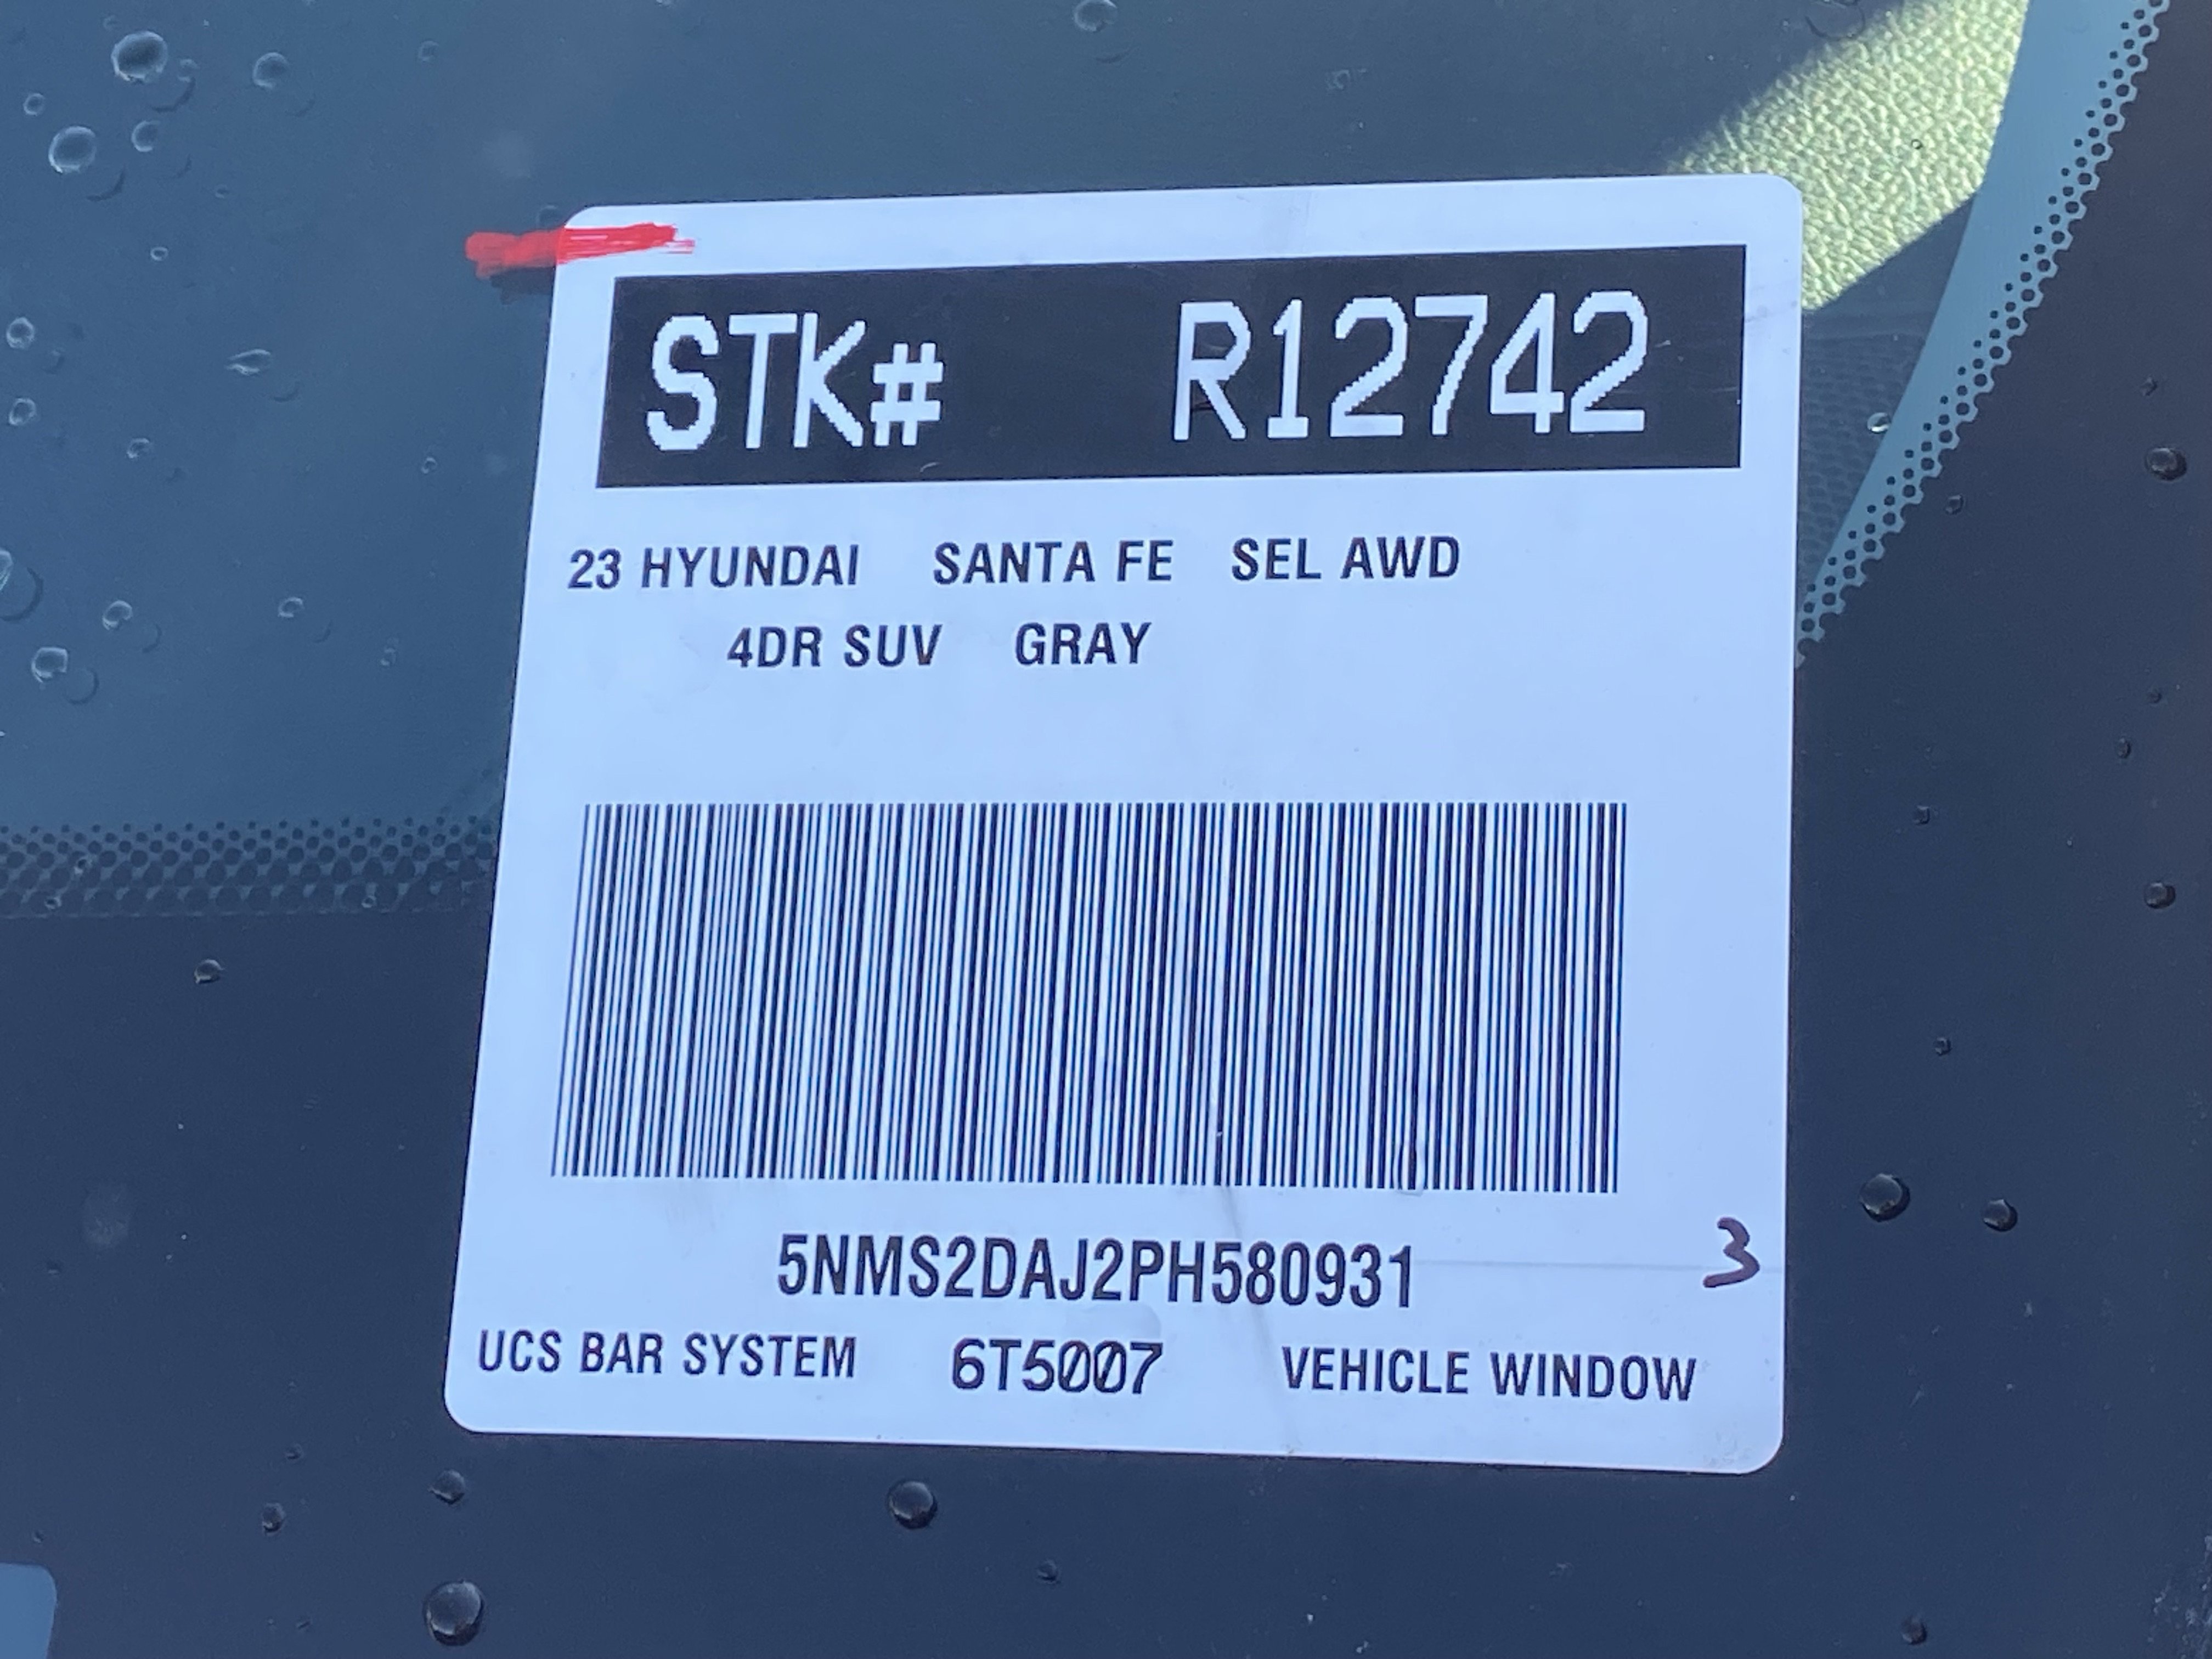 STK# R12742
23 HYUNDAI SANTA FE SEL AWD
4DR SUV GRAY
5NMS2DAJ2PH580931
3
UCS BAR SYSTEM 6T5007 VEHICLE WINDOW